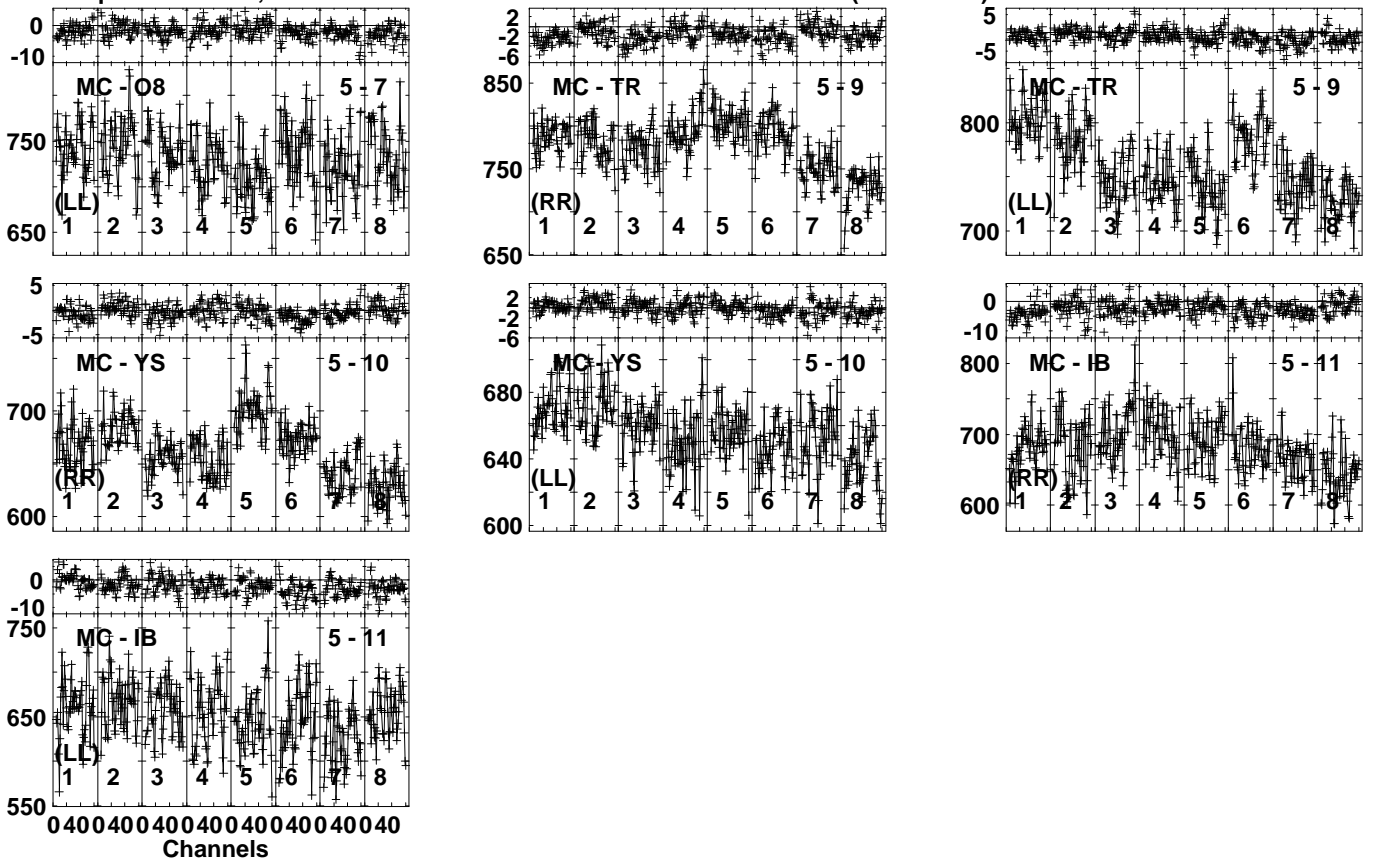 0
-10
MC - O8 5 - 7
750
650
(LL)
1 2 3 4 5 6 7 8
2
-2
-6
MC - TR 5 - 9
850
750
650
(RR)
1 2 3 4 5 6 7 8
5
-5
MC - TR 5 - 9
800
700
(LL)
1 2 3 4 5 6 7 8
5
-5
MC - YS 5 - 10
700
600
(RR)
1 2 3 4 5 6 7 8
2
-2
-6
MC - YS 5 - 10
680
640
600
(LL)
1 2 3 4 5 6 7 8
0
-10
MC - IB 5 - 11
800
700
600
(RR)
1 2 3 4 5 6 7 8
0
-10
MC - IB 5 - 11
750
650
550
(LL)
1 2 3 4 5 6 7 8
0 40 0 40 0 40 0 40 0 40 0 40 0 40 0 40
Channels